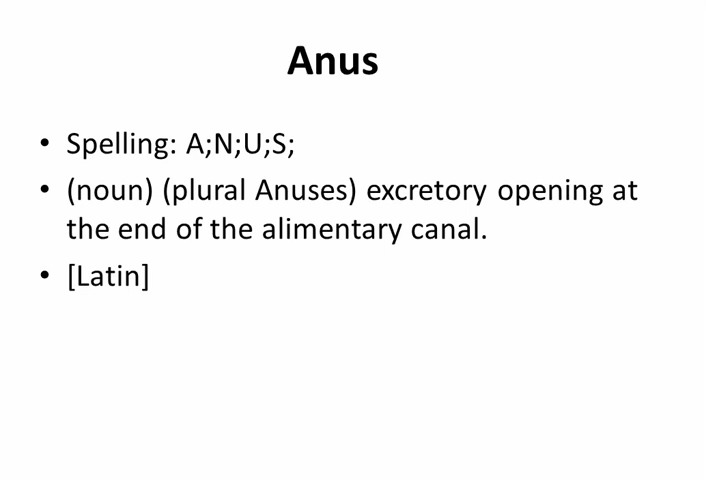 Anus
• Spelling: A;N;U;S;
• (noun) (plural Anuses) excretory opening at
the end of the alimentary canal.
• [Latin]